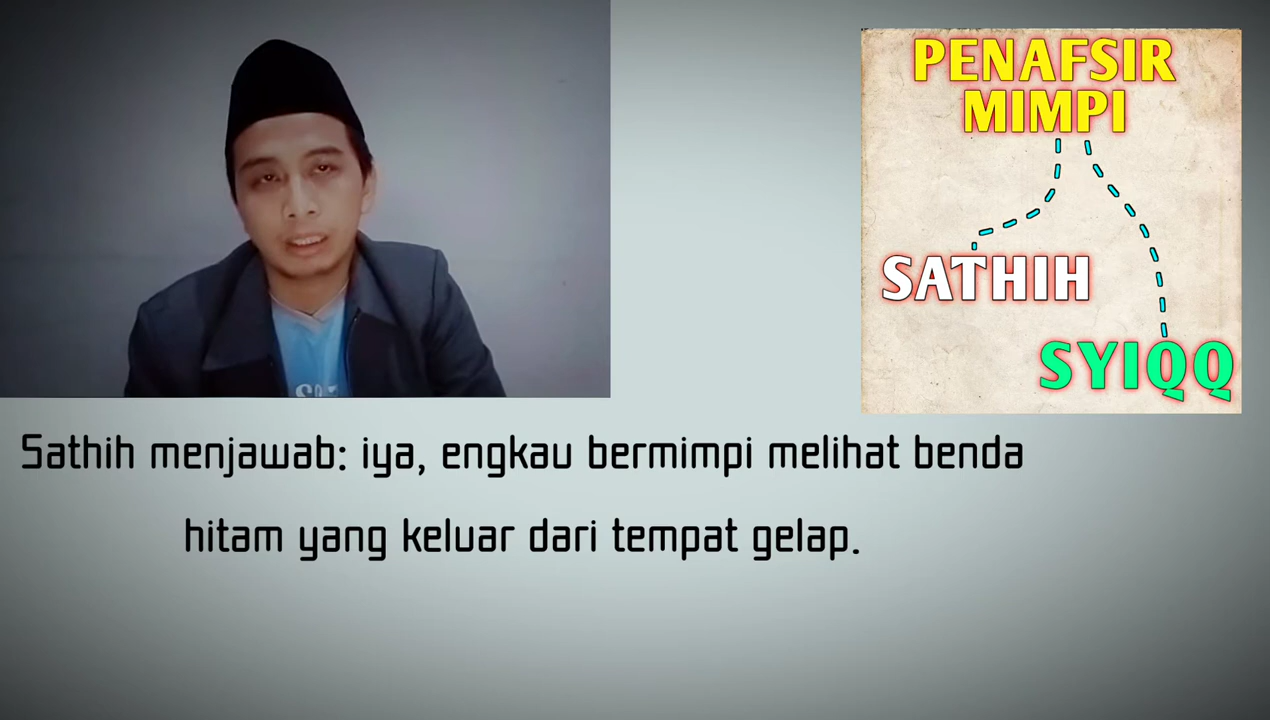 PENAFSIR
MIMPI
SATHIH
SYIQQ
Sathih menjawab: iya, engkau bermimpi melihat benda
hitam yang keluar dari tempat gelap.